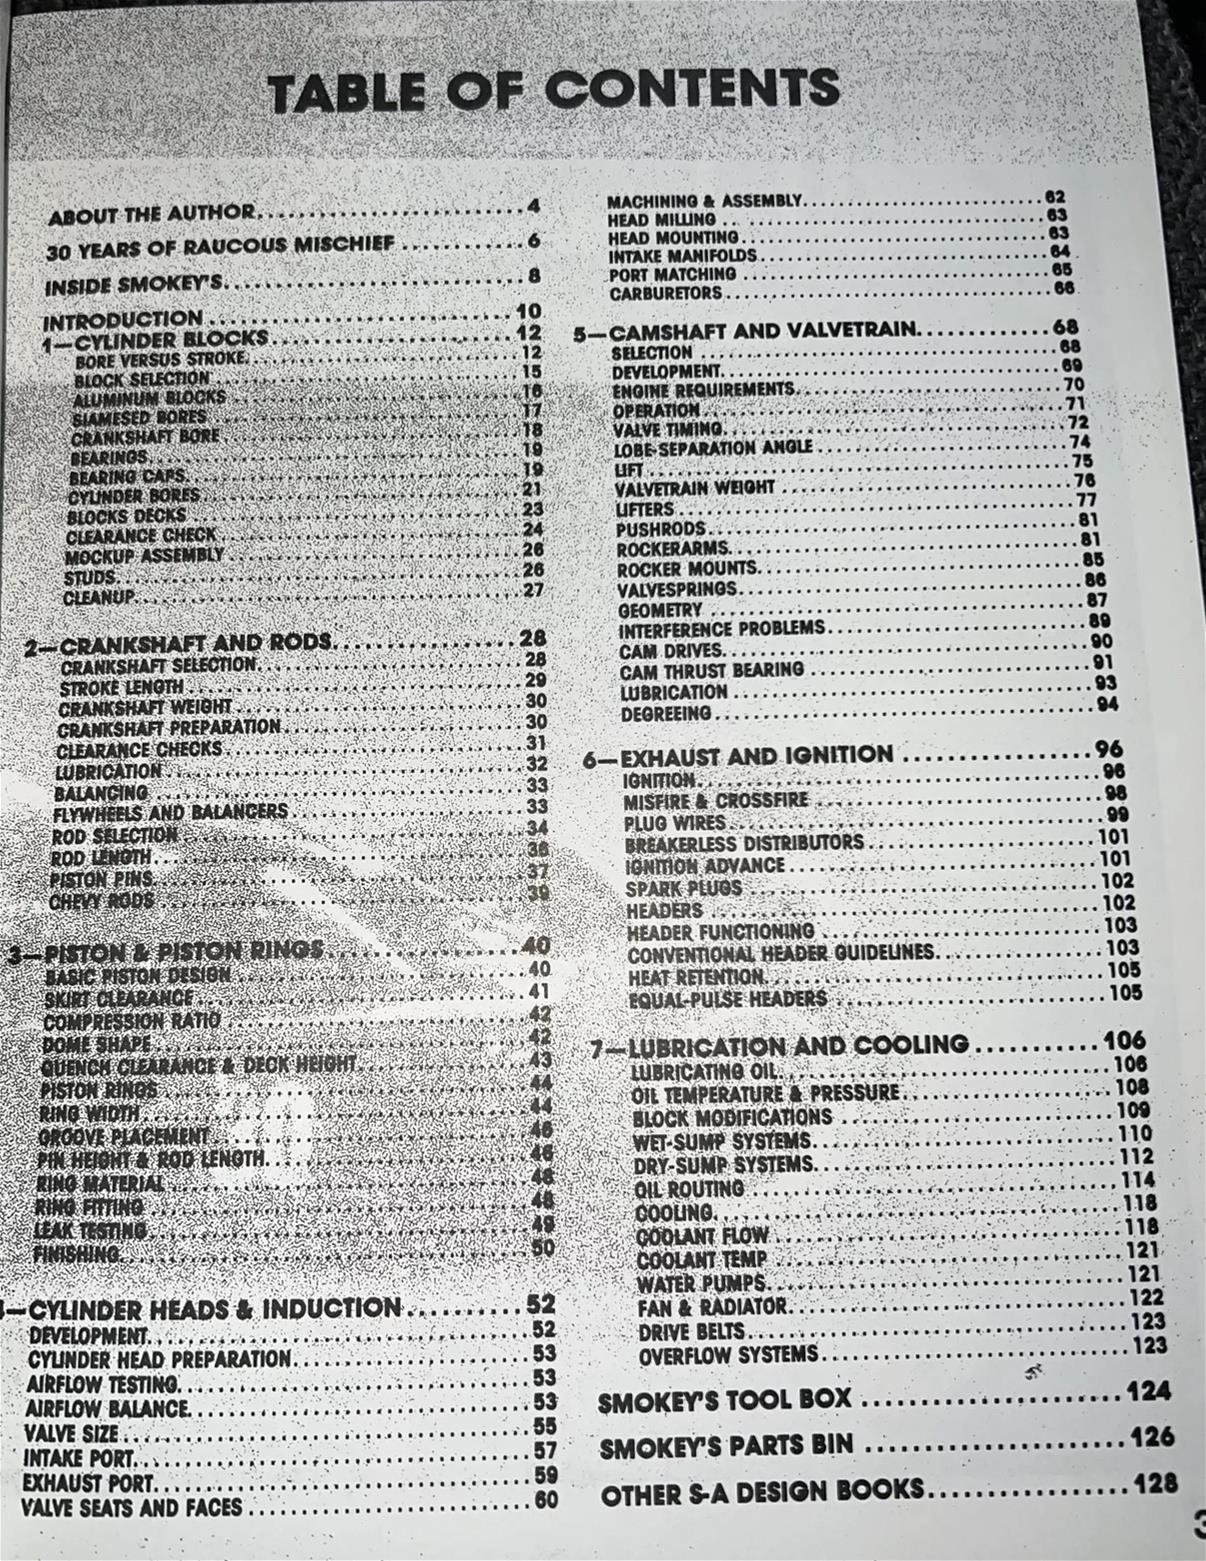 TABLE OF CONTENTS
ABOUT THE AUTHOR 4
30 YEARS OF RAUCOUS MISCHIEF 6
INSIDE SMOKEY'S 8
INTRODUCTION 10
1—CYLINDER BLOCKS 12
BORE VERSUS STROKE 12
BLOCK SELECTION 15
ALUMINUM BLOCKS 16
SIAMESED BORES 17
CRANKSHAFT BORE 18
BEARINGS 19
BEARING CAPS 19
CYLINDER BORES 21
BLOCKS DECKS 23
CLEARANCE CHECK 24
MOCKUP ASSEMBLY 26
STUDS 26
CLEANUP 27
2—CRANKSHAFT AND RODS 28
CRANKSHAFT SELECTION 28
STROKE LENGTH 29
CRANKSHAFT WEIGHT 30
CRANKSHAFT PREPARATION 30
CLEARANCE CHECKS 31
LUBRICATION 32
BALANCING 33
FLYWHEELS AND BALANCERS 33
ROD SELECTION 34
ROD LENGTH 36
PISTON PINS 37
CHEVY RODS 39
3—PISTON & PISTON RINGS 40
BASIC PISTON DESIGN 40
SKIRT CLEARANCE 41
COMPRESSION RATIO 42
DOME SHAPE 42
QUENCH CLEARANCE & DECK HEIGHT 43
PISTON RINGS 44
RING WIDTH 44
GROOVE PLACEMENT 46
PIN HEIGHT & ROD LENGTH 46
RING MATERIAL 48
RING FITTING 48
LEAK TESTING 49
FINISHING 50
—CYLINDER HEADS & INDUCTION 52
DEVELOPMENT 52
CYLINDER HEAD PREPARATION 53
AIRFLOW TESTING 53
AIRFLOW BALANCE 53
VALVE SIZE 55
INTAKE PORT 57
EXHAUST PORT 59
VALVE SEATS AND FACES 60
MACHINING & ASSEMBLY 62
HEAD MILLING 63
HEAD MOUNTING 63
INTAKE MANIFOLDS 64
PORT MATCHING 65
CARBURETORS 66
5—CAMSHAFT AND VALVETRAIN 68
SELECTION 68
DEVELOPMENT 69
ENGINE REQUIREMENTS 70
OPERATION 71
VALVE TIMING 72
LOBE-SEPARATION ANGLE 74
LIFT 75
VALVETRAIN WEIGHT 76
LIFTERS 77
PUSHRODS 81
ROCKERARMS 81
ROCKER MOUNTS 85
VALVESPRINGS 86
GEOMETRY 87
INTERFERENCE PROBLEMS 89
CAM DRIVES 90
CAM THRUST BEARING 91
LUBRICATION 93
DEGREEING 94
6—EXHAUST AND IGNITION 96
IGNITION 96
MISFIRE & CROSSFIRE 98
PLUG WIRES 99
BREAKERLESS DISTRIBUTORS 101
IGNITION ADVANCE 101
SPARK PLUGS 102
HEADERS 102
HEADER FUNCTIONING 103
CONVENTIONAL HEADER GUIDELINES 103
HEAT RETENTION 105
EQUAL-PULSE HEADERS 105
7—LUBRICATION AND COOLING 106
LUBRICATING OIL 106
OIL TEMPERATURE & PRESSURE 108
BLOCK MODIFICATIONS 109
WET-SUMP SYSTEMS 110
DRY-SUMP SYSTEMS 112
OIL ROUTING 114
COOLING 118
COOLANT FLOW 118
COOLANT TEMP 121
WATER PUMPS 121
FAN & RADIATOR 122
DRIVE BELTS 123
OVERFLOW SYSTEMS 123
SMOKEY'S TOOL BOX 124
SMOKEY'S PARTS BIN 126
OTHER S-A DESIGN BOOKS 128
3